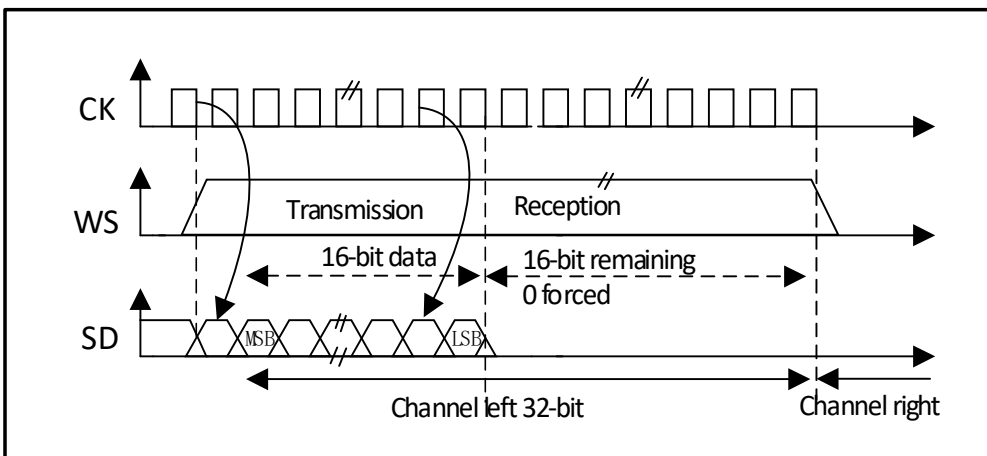 CK
WS
Transmission
Reception
16-bit data
16-bit remaining
0 forced
SD
MSB
LSB
Channel left 32-bit
Channel right